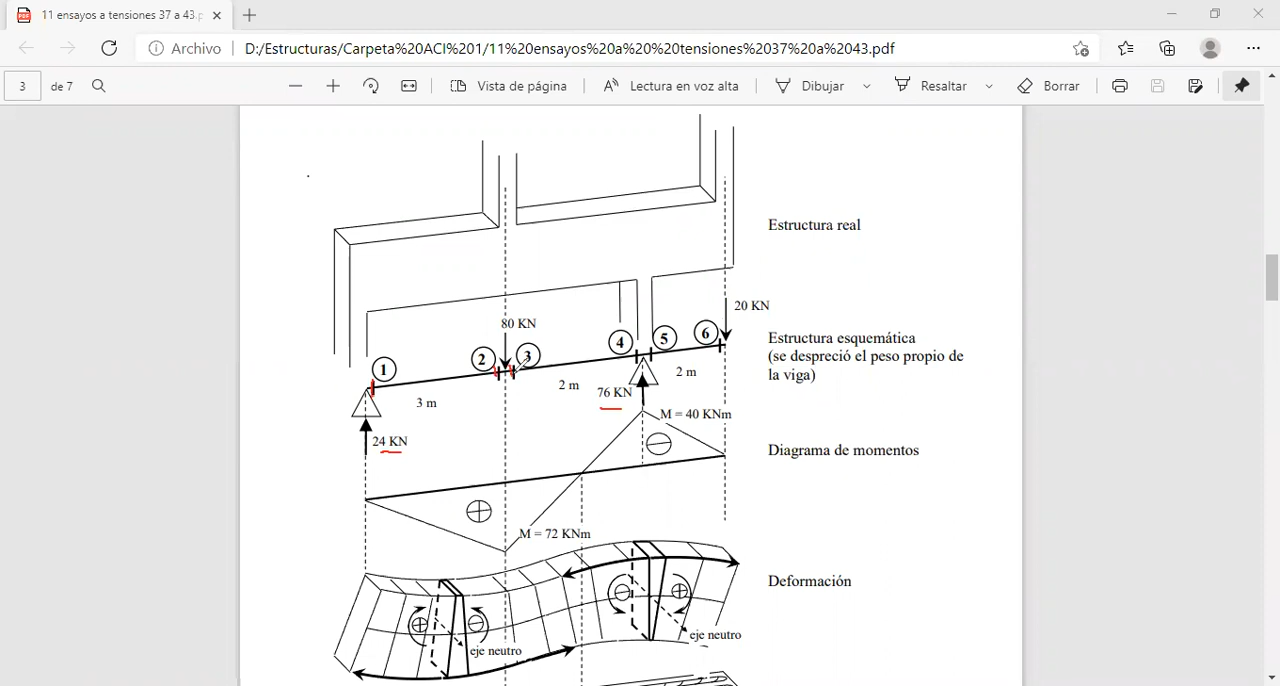 11 ensayos a tensiones 37 a 43.p
Archivo D:/Estructuras/Carpeta%20ACI%201/11%20ensayos%20a%20%20tensiones%2037%20a%2043.pdf
3 de 7 Vista de página Lectura en voz alta Dibujar Resaltar Borrar
Estructura real
20 KN
80 KN
1 2 3 4 5 6
Estructura esquemática
(se despreció el peso propio de
la viga)
3 m 2 m 2 m
76 KN
24 KN
M = 40 KNm
Diagrama de momentos
M = 72 KNm
Deformación
eje neutro
eje neutro